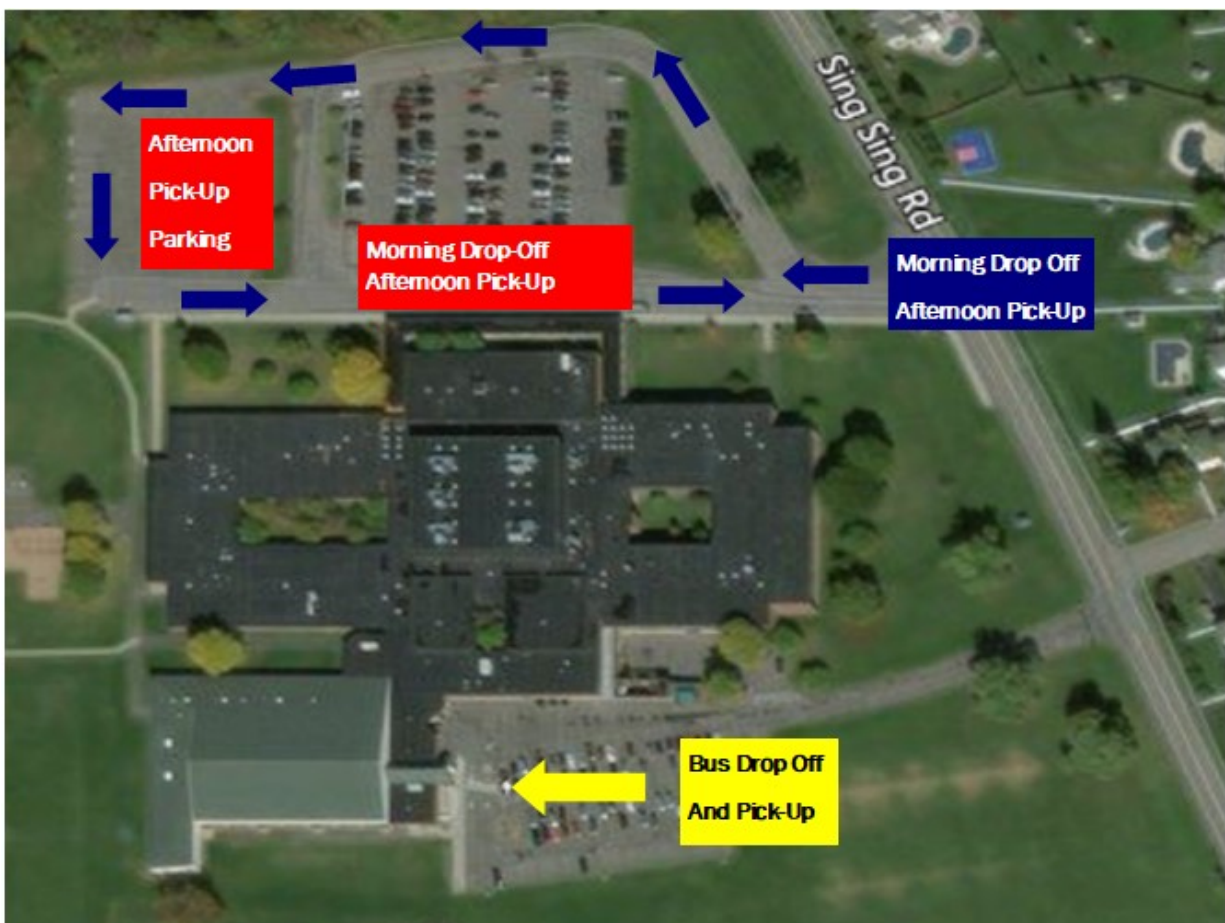 Sing Sing Rd
Afternoon
Pick-Up
Parking
Morning Drop-Off
Afternoon Pick-Up
Morning Drop Off
Afternoon Pick-Up
Bus Drop Off
And Pick-Up